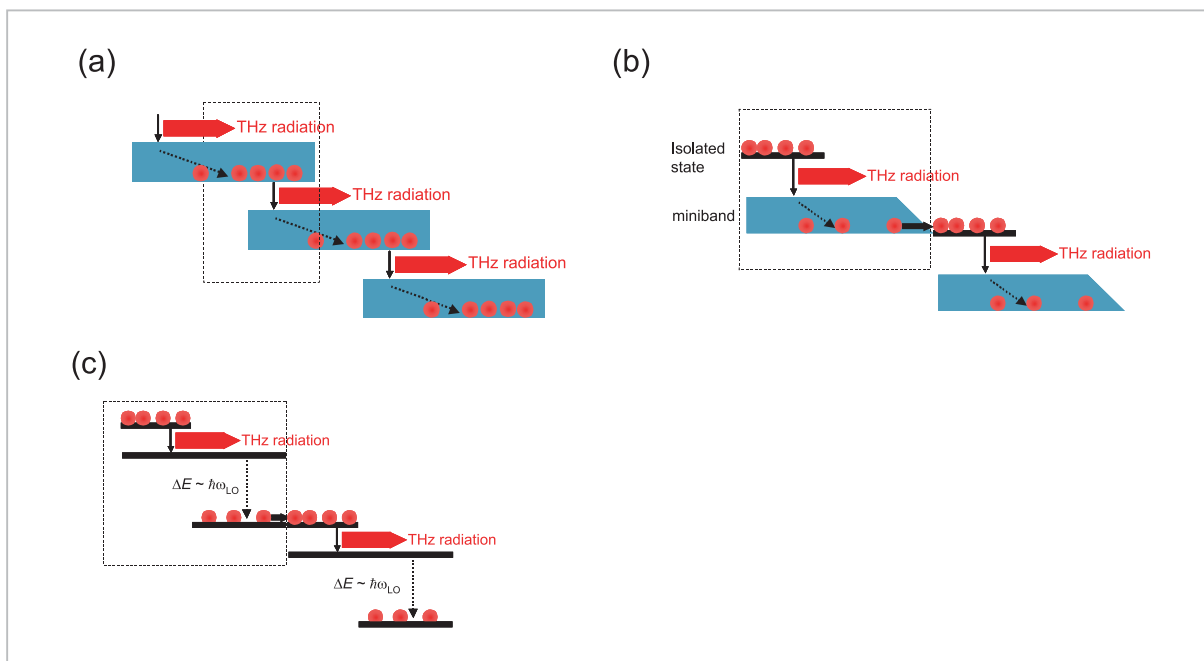 (a)
THz radiation
THz radiation
THz radiation
(b)
Isolated
state
THz radiation
miniband
THz radiation
(c)
THz radiation
ΔE ~ ħω_LO
THz radiation
ΔE ~ ħω_LO